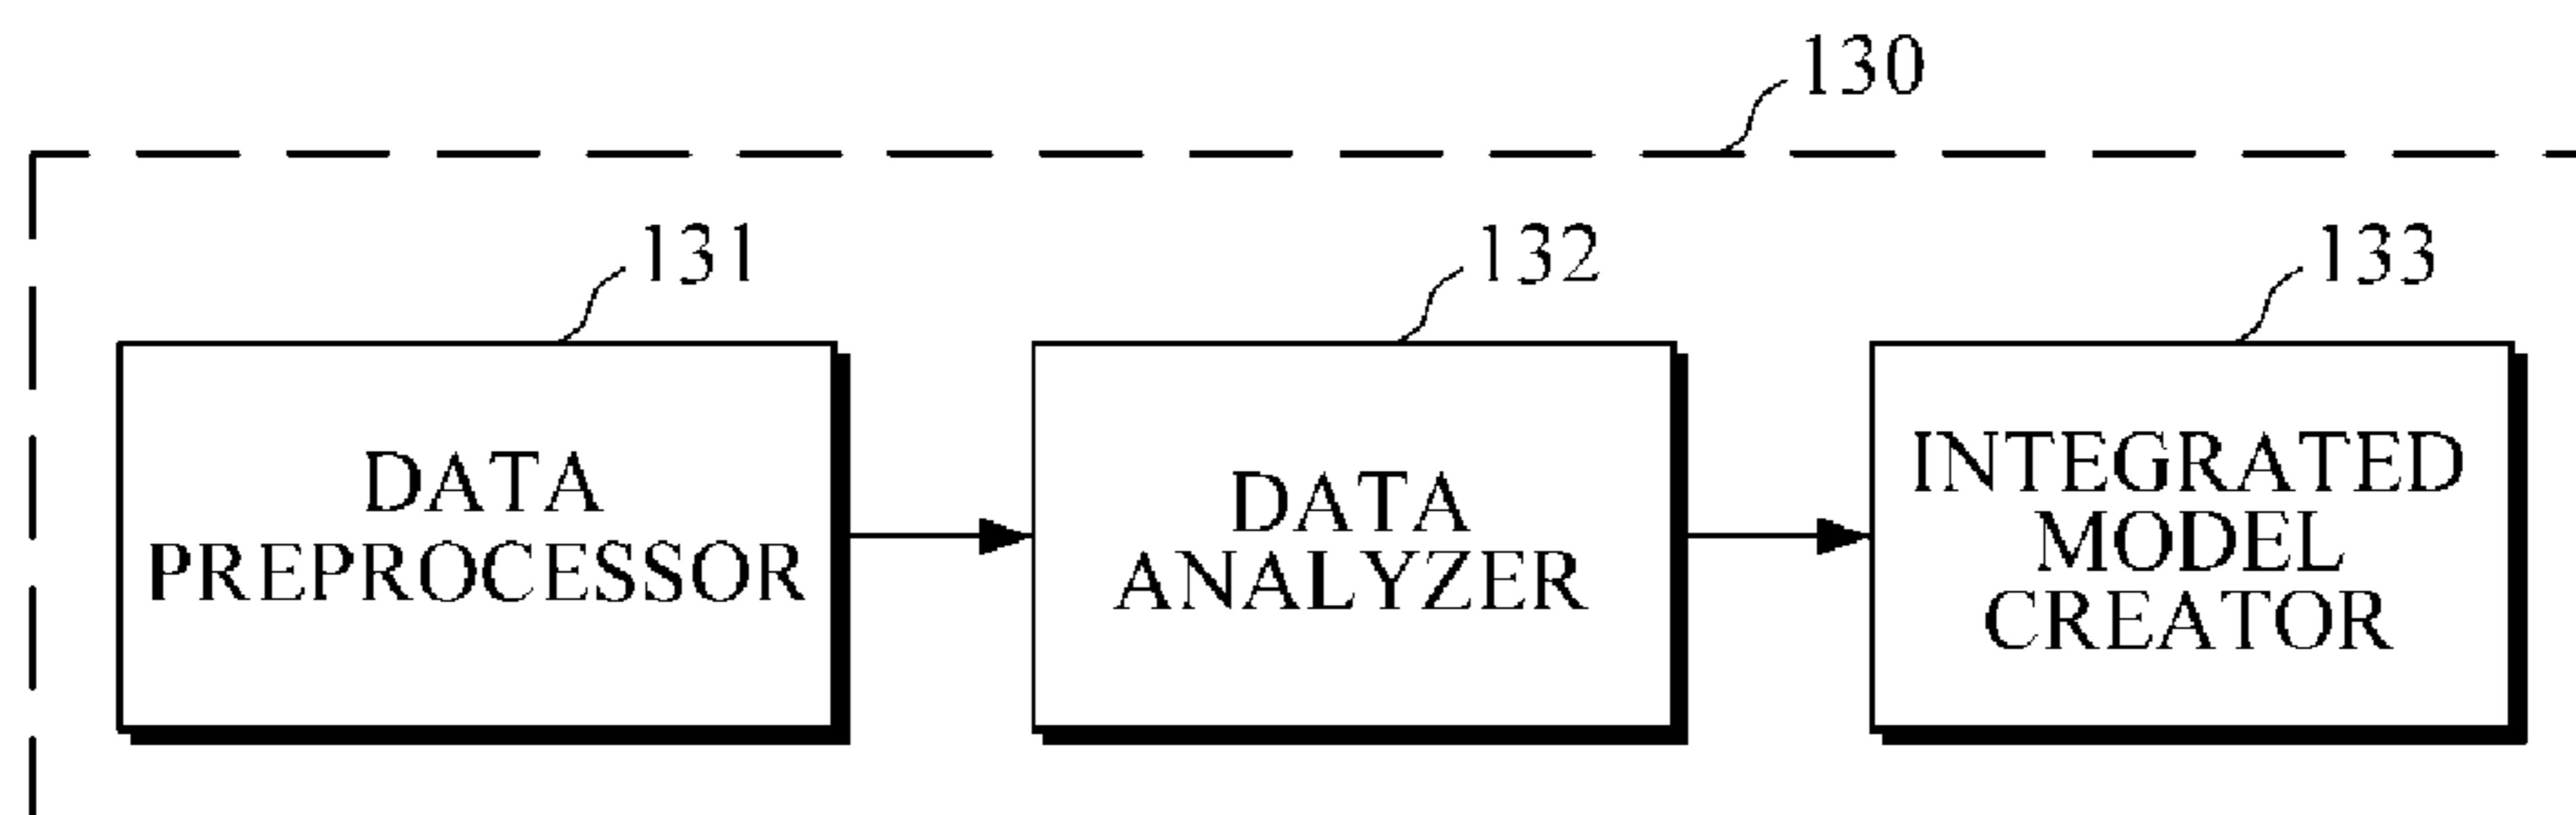 130
131
132
133
DATA
PREPROCESSOR
DATA
ANALYZER
INTEGRATED
MODEL
CREATOR